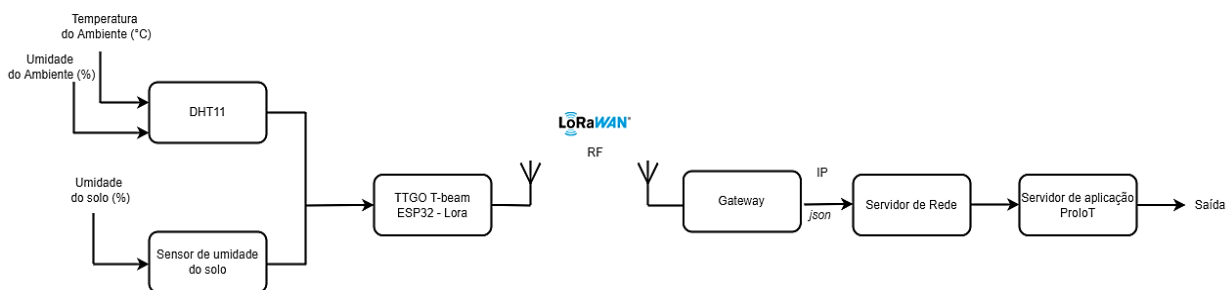 Temperatura
do Ambiente (°C)
Umidade
do Ambiente (%)
DHT11
Umidade
do solo (%)
Sensor de umidade
do solo
TTGO T-beam
ESP32 - Lora
LoRaWAN
RF
Gateway
IP
json
Servidor de Rede
Servidor de aplicação
ProIoT
Saída